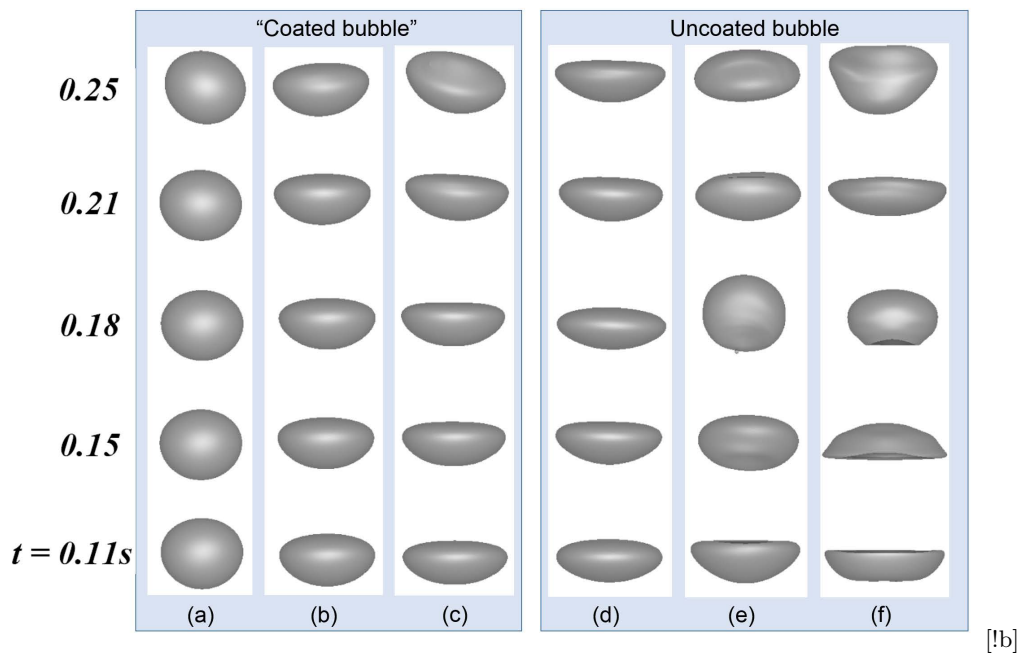 “Coated bubble”
Uncoated bubble
0.25
0.21
0.18
0.15
t = 0.11s
(a)
(b)
(c)
(d)
(e)
(f)
[!b]